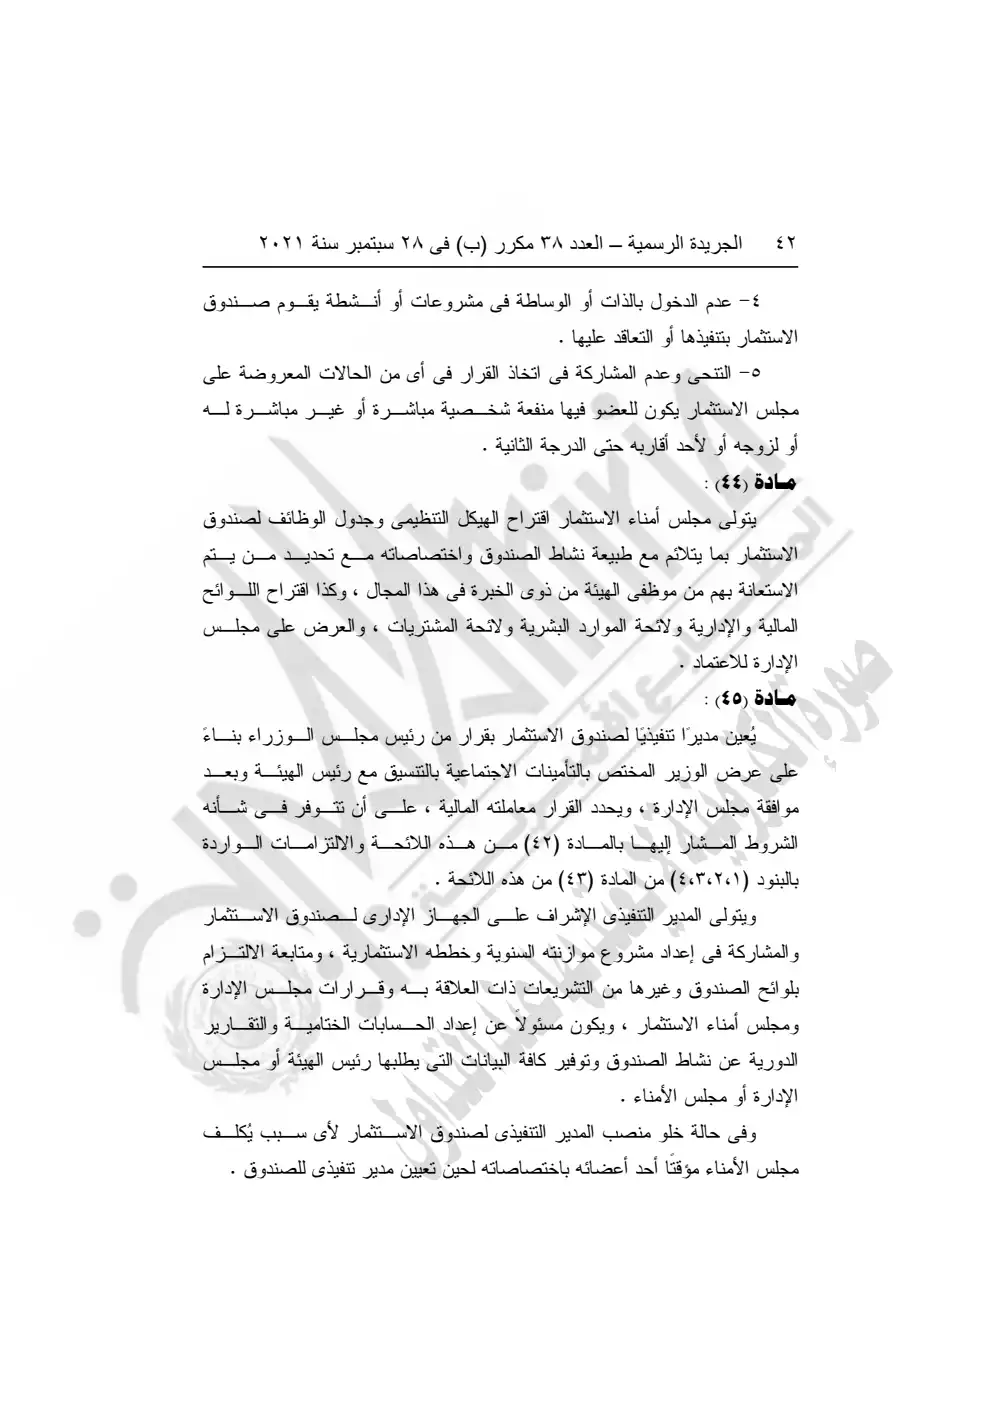 ٤٢ الجريدة الرسمية – العدد ٣٨ مكرر (ب) فى ٢٨ سبتمبر سنة ٢٠٢١
٤- عدم الدخول بالذات أو الوساطة فى مشروعات أو أنشطة يقوم صندوق
الاستثمار بتنفيذها أو التعاقد عليها .
٥- التنحى وعدم المشاركة فى اتخاذ القرار فى أى من الحالات المعروضة على
مجلس الاستثمار يكون للعضو فيها منفعة شخصية مباشرة أو غير مباشرة له
أو لزوجه أو لأحد أقاربه حتى الدرجة الثانية .
مادة (٤٤) :
يتولى مجلس أمناء الاستثمار اقتراح الهيكل التنظيمى وجدول الوظائف لصندوق
الاستثمار بما يتلائم مع طبيعة نشاط الصندوق واختصاصاته مع تحديد من يتم
الاستعانة بهم من موظفى الهيئة من ذوى الخبرة فى هذا المجال ، وكذا اقتراح اللوائح
المالية والإدارية ولائحة الموارد البشرية ولائحة المشتريات ، والعرض على مجلس
الإدارة للاعتماد .
مادة (٤٥) :
يُعين مديرًا تنفيذيًا لصندوق الاستثمار بقرار من رئيس مجلس الوزراء بناءً
على عرض الوزير المختص بالتأمينات الاجتماعية بالتنسيق مع رئيس الهيئة وبعد
موافقة مجلس الإدارة ، ويحدد القرار معاملته المالية ، على أن تتوفر فى شأنه
الشروط المشار إليها بالمادة (٤٢) من هذه اللائحة والالتزامات الواردة
بالبنود (٤،٣،٢،١) من المادة (٤٣) من هذه اللائحة .
ويتولى المدير التنفيذى الإشراف على الجهاز الإدارى لصندوق الاستثمار
والمشاركة فى إعداد مشروع موازنته السنوية وخططه الاستثمارية ، ومتابعة الالتزام
بلوائح الصندوق وغيرها من التشريعات ذات العلاقة به وقرارات مجلس الإدارة
ومجلس أمناء الاستثمار ، ويكون مسئولاً عن إعداد الحسابات الختامية والتقارير
الدورية عن نشاط الصندوق وتوفير كافة البيانات التى يطلبها رئيس الهيئة أو مجلس
الإدارة أو مجلس الأمناء .
وفى حالة خلو منصب المدير التنفيذى لصندوق الاستثمار لأى سبب يُكلف
مجلس الأمناء مؤقتًا أحد أعضائه باختصاصاته لحين تعيين مدير تنفيذى للصندوق .